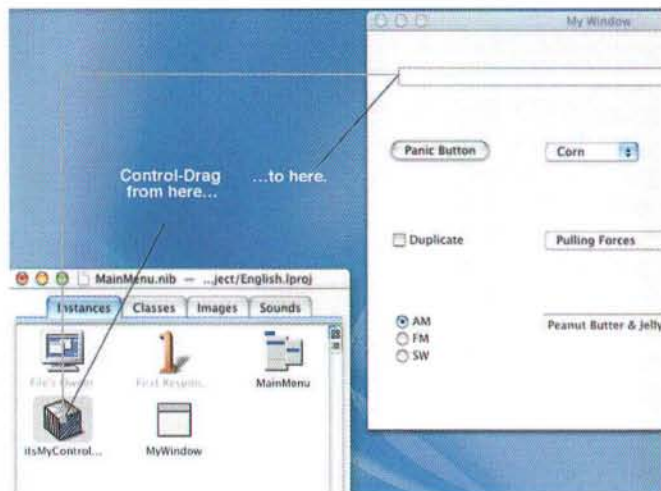 My Window
Control-Drag
from here...
...to here.
Panic Button
Corn
Duplicate
Pulling Forces
MainMenu.nib — ...ject/English.lproj
Instances
Classes
Images
Sounds
AM
FM
SW
Peanut Butter & Jelly
File's Owner
First Respon...
MainMenu
itsMyControl...
MyWindow